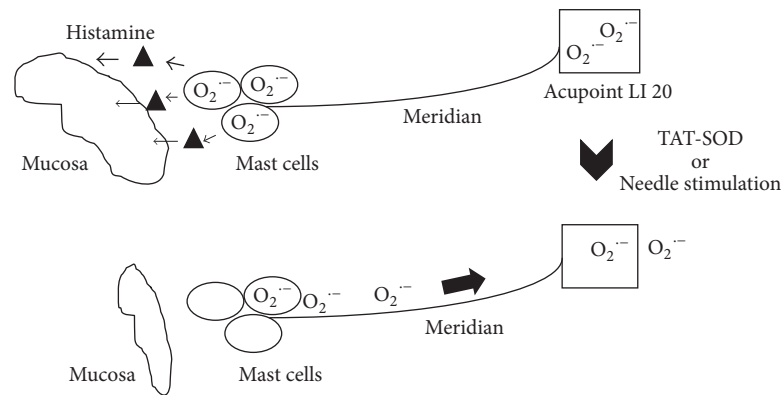 Histamine
O₂·⁻
O₂·⁻
O₂·⁻
O₂·⁻
O₂·⁻
Acupoint LI 20
Meridian
Mucosa
Mast cells
TAT-SOD
or
Needle stimulation
O₂·⁻
O₂·⁻
O₂·⁻
O₂·⁻
O₂·⁻
Meridian
Mucosa
Mast cells